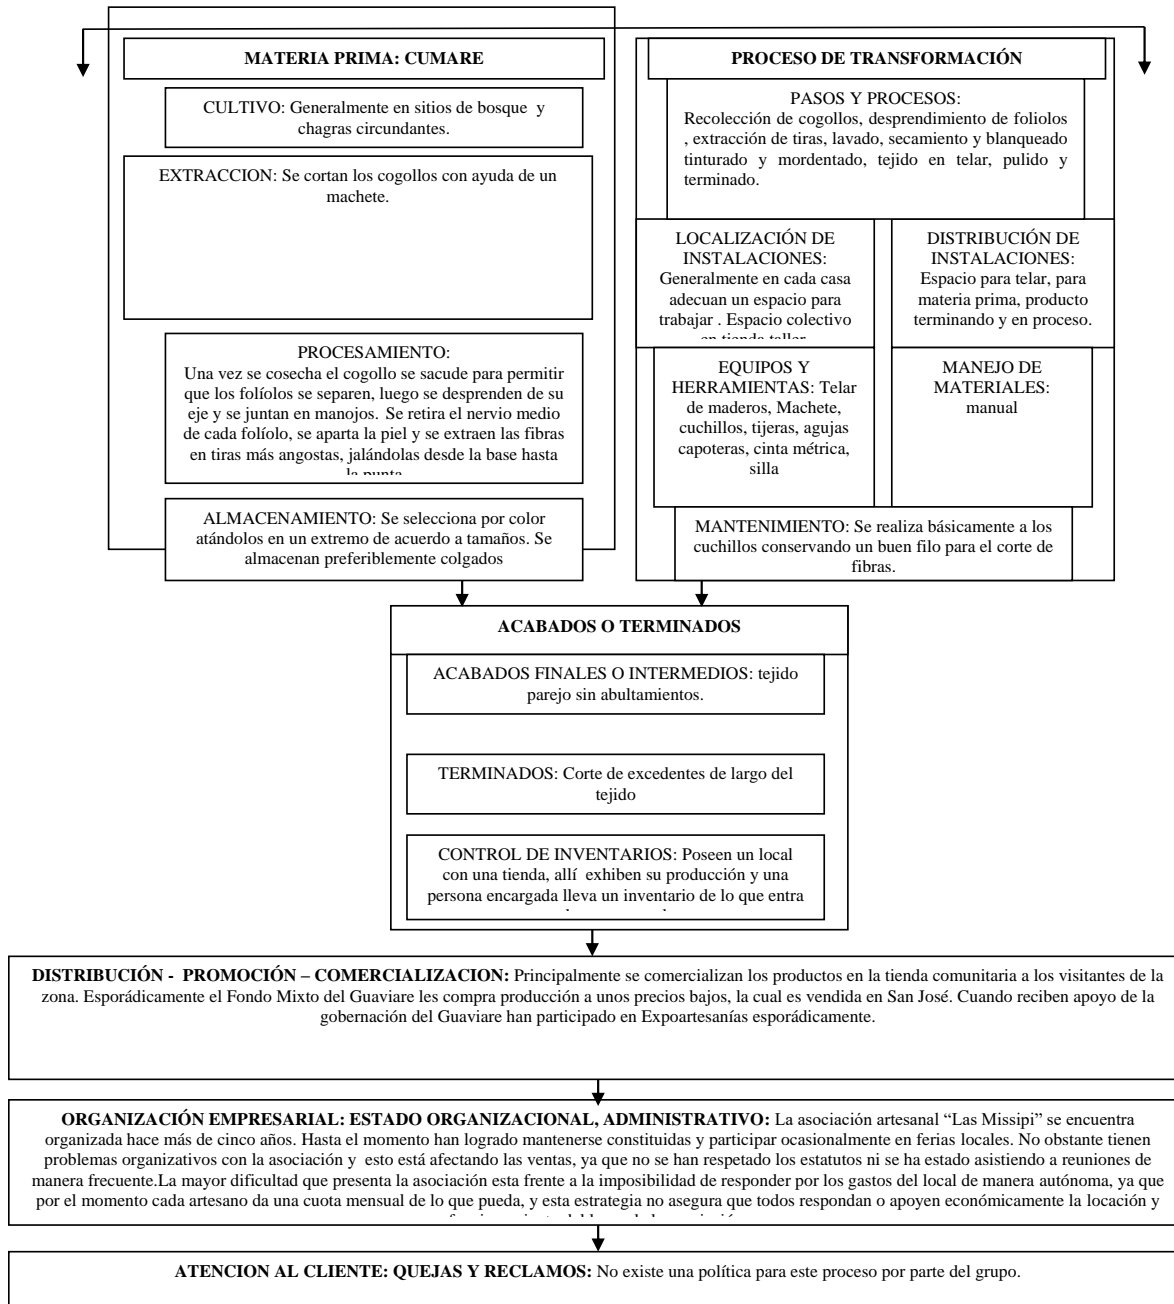 MATERIA PRIMA: CUMARE
CULTIVO: Generalmente en sitios de bosque y
chagras circundantes.
EXTRACCION: Se cortan los cogollos con ayuda de un
machete.
PROCESAMIENTO:
Una vez se cosecha el cogollo se sacude para permitir
que los folíolos se separen, luego se desprenden de su
eje y se juntan en manojos. Se retira el nervio medio
de cada folíolo, se aparta la piel y se extraen las fibras
en tiras más angostas, jalándolas desde la base hasta
la punta
ALMACENAMIENTO: Se selecciona por color
atándolos en un extremo de acuerdo a tamaños. Se
almacenan preferiblemente colgados
PROCESO DE TRANSFORMACIÓN
PASOS Y PROCESOS:
Recolección de cogollos, desprendimiento de foliolos
, extracción de tiras, lavado, secamiento y blanqueado
tinturado y mordentado, tejido en telar, pulido y
terminado.
LOCALIZACIÓN DE
INSTALACIONES:
Generalmente en cada casa
adecuan un espacio para
trabajar . Espacio colectivo
en tienda taller
DISTRIBUCIÓN DE
INSTALACIONES:
Espacio para telar, para
materia prima, producto
terminando y en proceso.
EQUIPOS Y
HERRAMIENTAS: Telar
de maderos, Machete,
cuchillos, tijeras, agujas
capoteras, cinta métrica,
silla
MANEJO DE
MATERIALES:
manual
MANTENIMIENTO: Se realiza básicamente a los
cuchillos conservando un buen filo para el corte de
fibras.
ACABADOS O TERMINADOS
ACABADOS FINALES O INTERMEDIOS: tejido
parejo sin abultamientos.
TERMINADOS: Corte de excedentes de largo del
tejido
CONTROL DE INVENTARIOS: Poseen un local
con una tienda, allí exhiben su producción y una
persona encargada lleva un inventario de lo que entra
DISTRIBUCIÓN - PROMOCIÓN – COMERCIALIZACION: Principalmente se comercializan los productos en la tienda comunitaria a los visitantes de la
zona. Esporádicamente el Fondo Mixto del Guaviare les compra producción a unos precios bajos, la cual es vendida en San José. Cuando reciben apoyo de la
gobernación del Guaviare han participado en Expoartesanías esporádicamente.
ORGANIZACIÓN EMPRESARIAL: ESTADO ORGANIZACIONAL, ADMINISTRATIVO: La asociación artesanal “Las Missipi” se encuentra
organizada hace más de cinco años. Hasta el momento han logrado mantenerse constituidas y participar ocasionalmente en ferias locales. No obstante tienen
problemas organizativos con la asociación y esto está afectando las ventas, ya que no se han respetado los estatutos ni se ha estado asistiendo a reuniones de
manera frecuente.La mayor dificultad que presenta la asociación esta frente a la imposibilidad de responder por los gastos del local de manera autónoma, ya que
por el momento cada artesano da una cuota mensual de lo que pueda, y esta estrategia no asegura que todos respondan o apoyen económicamente la locación y
ATENCION AL CLIENTE: QUEJAS Y RECLAMOS: No existe una política para este proceso por parte del grupo.